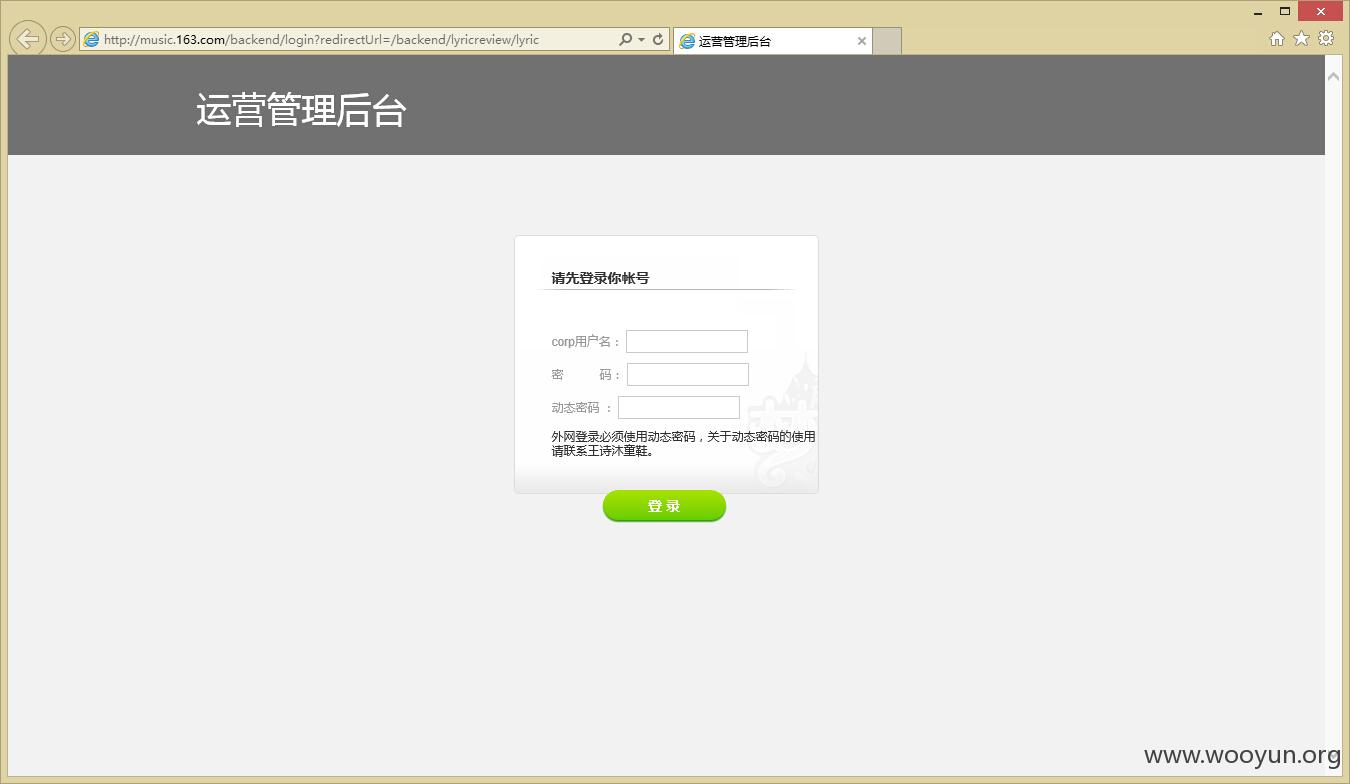 http://music.163.com/backend/login?redirectUrl=/backend/lyricreview/lyric
运营管理后台
运营管理后台
请先登录你帐号
corp用户名：
密 码：
动态密码 ：
外网登录必须使用动态密码，关于动态密码的使用
请联系王诗沐童鞋。
登 录
www.wooyun.org